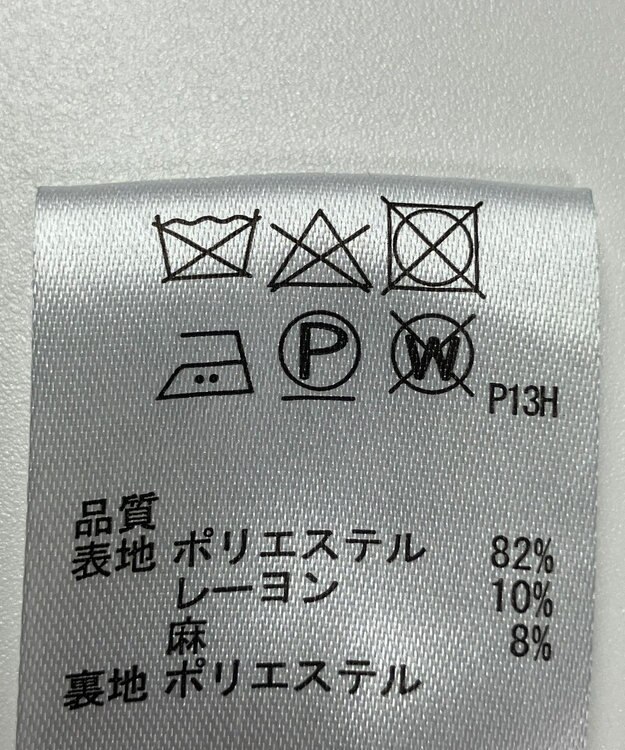 P W P13H
品質
表地 ポリエステル 82%
レーヨン 10%
麻 8%
裏地 ポリエステル